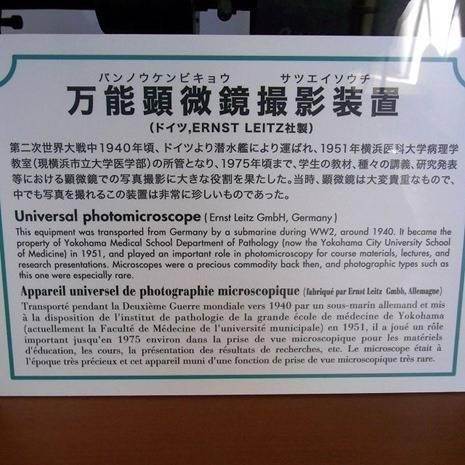 バンノウケンビキョウ サツエイソウチ
万能顕微鏡撮影装置
(ドイツ,ERNST LEITZ社製)
第二次世界大戦中1940年頃、ドイツより潜水艦により運ばれ、1951年横浜医科大学病理学
教室(現横浜市立大学医学部)の所管となり、1975年頃まで、学生の教材、種々の講義、研究発表
等における顕微鏡での写真撮影に大きな役割を果たした。当時、顕微鏡は大変貴重なもので、
中でも写真を撮れるこの装置は非常に珍しいものであった。
Universal photomicroscope ( Ernst Leitz GmbH, Germany )
This equipment was transported from Germany by a submarine during WW2, around 1940. It became the
property of Yokohama Medical School Department of Pathology (now the Yokohama City University School
of Medicine) in 1951, and played an important role in photomicroscopy for course materials, lectures, and
research presentations. Microscopes were a precious commodity back then, and photographic types such as
this one were especially rare.
Appareil universel de photographie microscopique (fabriqué par Ernst Leitz Gmbh, Allemagne)
Transporté pendant la Deuxième Guerre mondiale vers 1940 par un sous-marin allemand et mis
à la disposition de l'institut de pathologie de la grande école de médecine de Yokohama
(actuellement la Faculté de Médecine de l'université municipale) en 1951, il a joué un rôle
important jusqu'en 1975 environ dans la prise de vue microscopique pour les matériels
d'éducation, les cours, la présentation des résultats de recherches, etc. Le microscope était à
l'époque très précieux et cet appareil muni d'une fonction de prise de vue microscopique très rare.